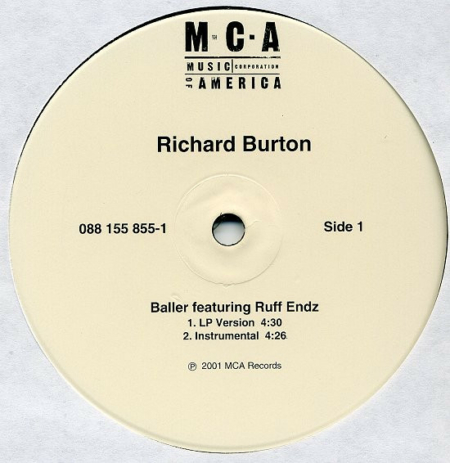 M·C·A
MUSIC CORPORATION
OF AMERICA
Richard Burton
088 155 855-1
Side 1
Baller featuring Ruff Endz
1. LP Version 4:30
2. Instrumental 4:26
℗ 2001 MCA Records